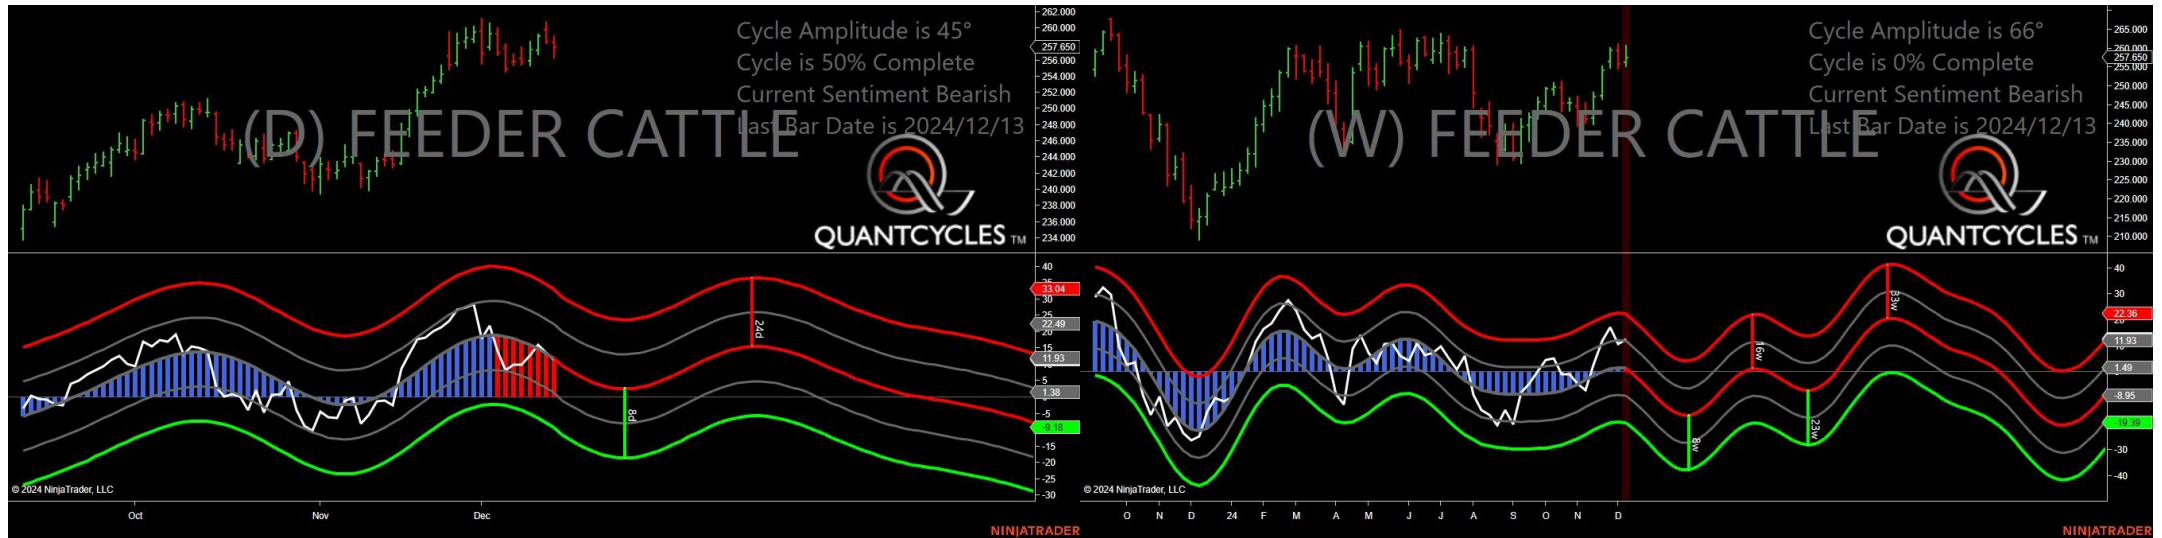 Cycle Amplitude is 45°
Cycle is 50% Complete
Current Sentiment Bearish
Last Bar Date is 2024/12/13
(D) FEEDER CATTLE
QUANTCYCLES TM
262.000
260.000
257.650
256.000
254.000
252.000
250.000
248.000
246.000
244.000
242.000
240.000
238.000
236.000
234.000
40
33.04
30
25
22.49
15
11.93
5
1.38
-5
-9.18
-15
-20
-25
-30
24d
8d
© 2024 NinjaTrader, LLC
Oct Nov Dec
NINJATRADER
Cycle Amplitude is 66°
Cycle is 0% Complete
Current Sentiment Bearish
Last Bar Date is 2024/12/13
(W) FEEDER CATTLE
QUANTCYCLES TM
265.000
260.000
257.650
255.000
250.000
245.000
240.000
235.000
230.000
225.000
220.000
215.000
210.000
40
30
22.36
11.93
1.49
-8.95
-19.39
-30
-40
8w
16w
23w
33w
© 2024 NinjaTrader, LLC
O N D 24 F M A M J J A S O N D
NINJATRADER